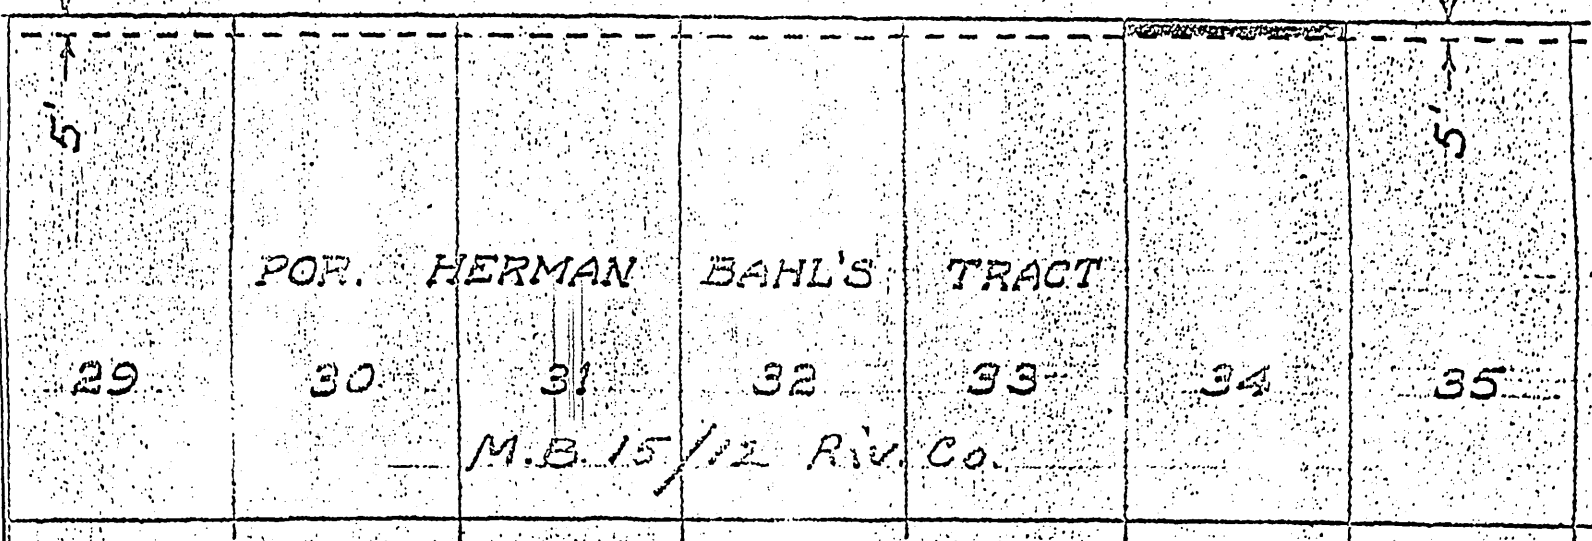 5' 5'
POR. HERMAN BAHL'S TRACT
29 30 31 32 33 34 35
M.B. 15/12 Riv. Co.